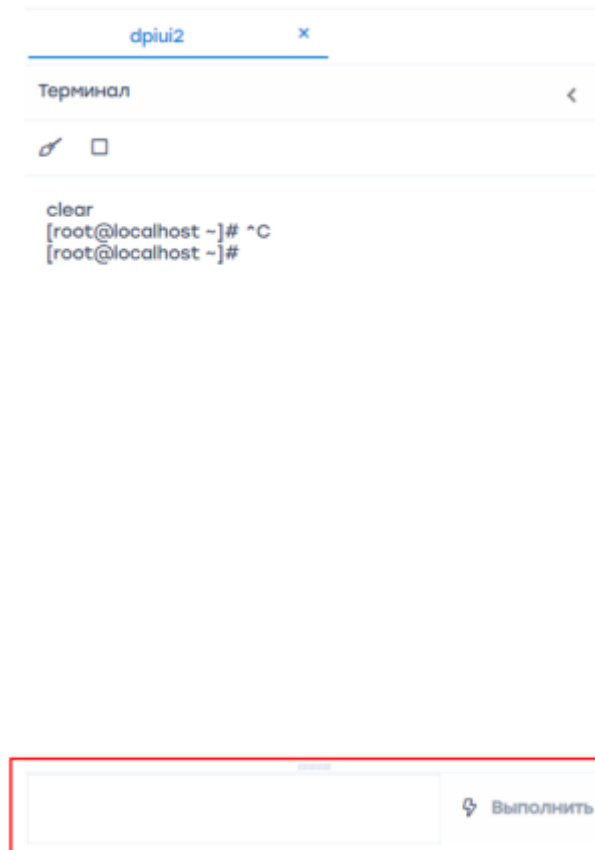 dpiui2 ×
Терминал
clear
[root@localhost ~]# ^C
[root@localhost ~]#
Выполнить